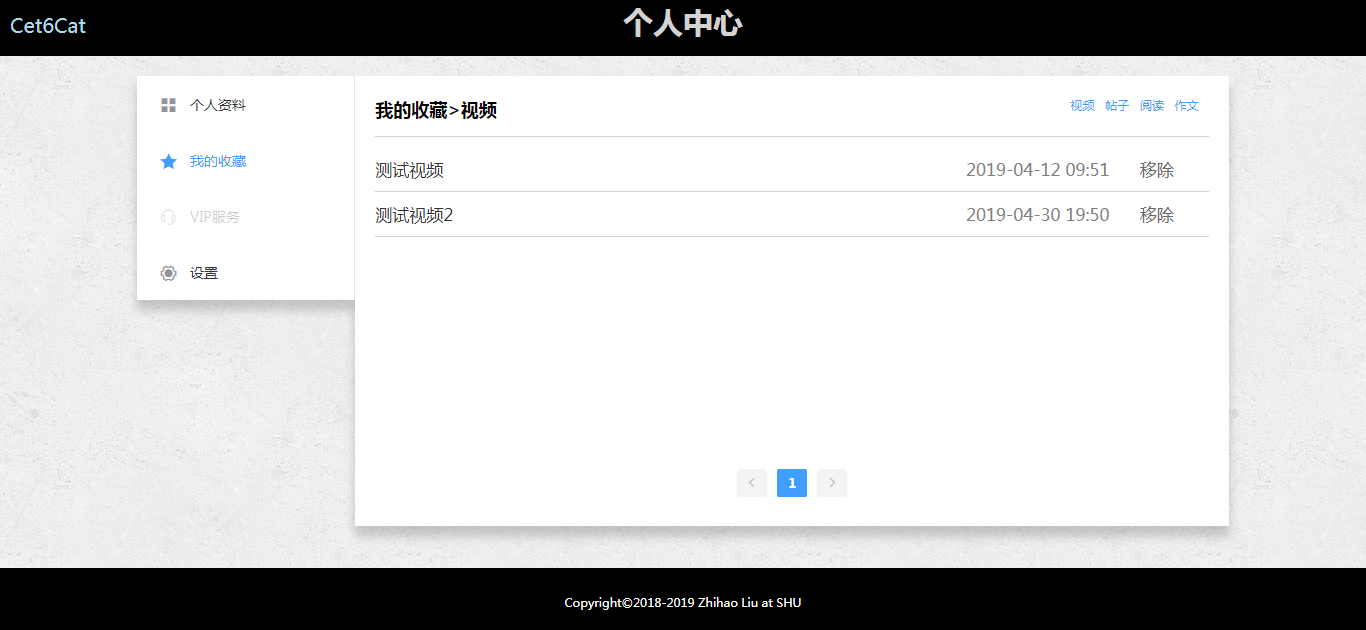 Cet6Cat
个人中心
个人资料
我的收藏
VIP服务
设置
我的收藏>视频
视频 帖子 阅读 作文
测试视频 2019-04-12 09:51 移除
测试视频2 2019-04-30 19:50 移除
1
Copyright©2018-2019 Zhihao Liu at SHU